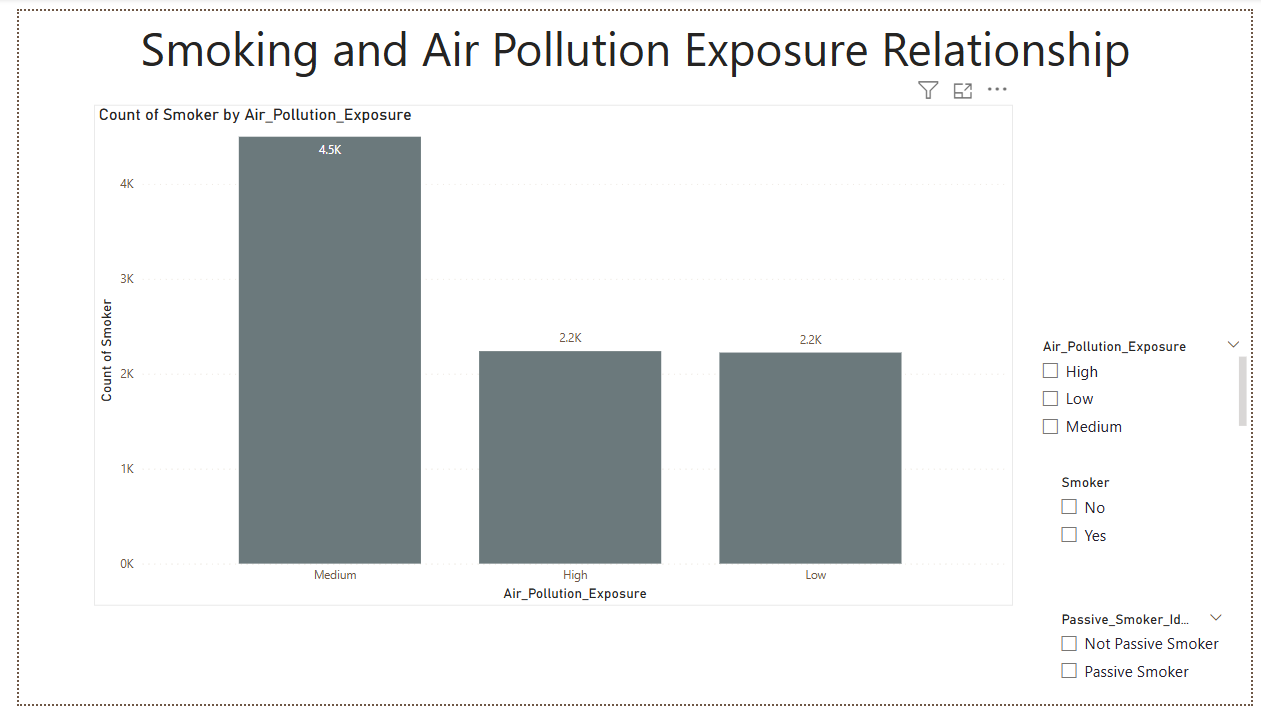 Smoking and Air Pollution Exposure Relationship
Count of Smoker by Air_Pollution_Exposure
4.5K
4K
3K
2.2K
2.2K
2K
1K
0K
Count of Smoker
Medium
High
Low
Air_Pollution_Exposure
Air_Pollution_Exposure
High
Low
Medium
Smoker
No
Yes
Passive_Smoker_Id...
Not Passive Smoker
Passive Smoker